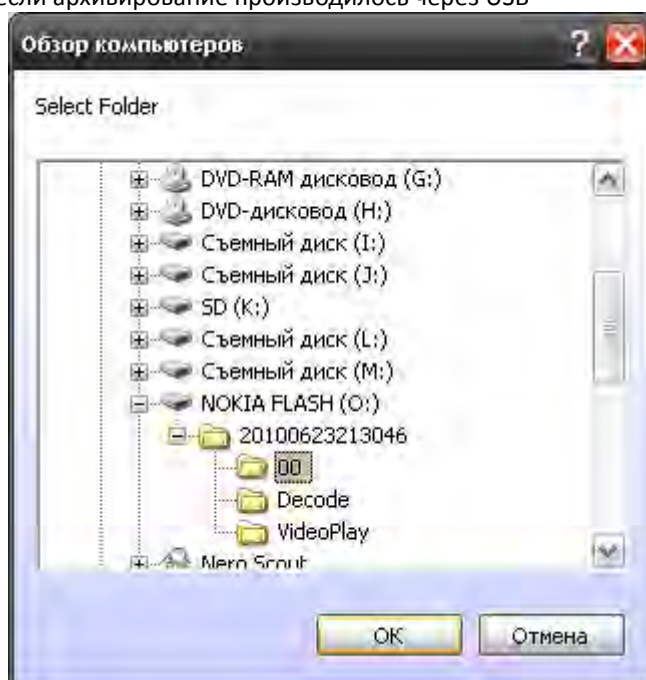 если архивирование производилось через USB
Обзор компьютеров
Select Folder
DVD-RAM дисковод (G:)
DVD-дисковод (H:)
Съемный диск (I:)
Съемный диск (J:)
SD (K:)
Съемный диск (L:)
Съемный диск (M:)
NOKIA FLASH (O:)
20100623213046
00
Decode
VideoPlay
Nero Scout
OK
Отмена